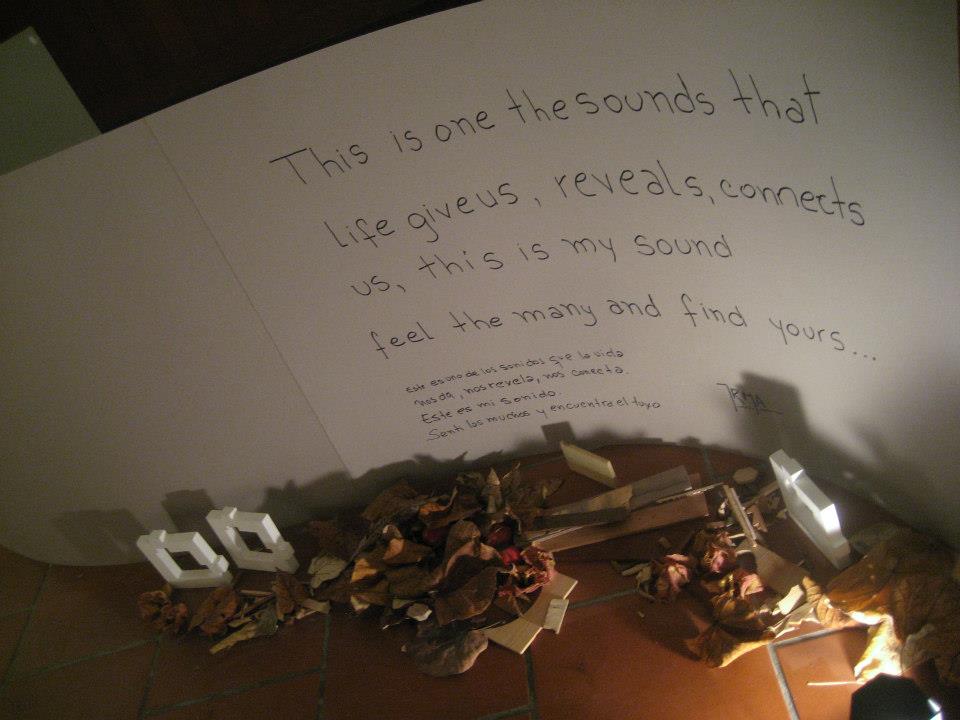 This is one the sounds that
life give us, reveals, connects
us, this is my sound
feel the many and find yours...
Este es uno de los sonidos que la vida
nos da, nos revela, nos conecta.
Este es mi sonido.
Sentí los muchos y encuentra el tuyo
IRMA